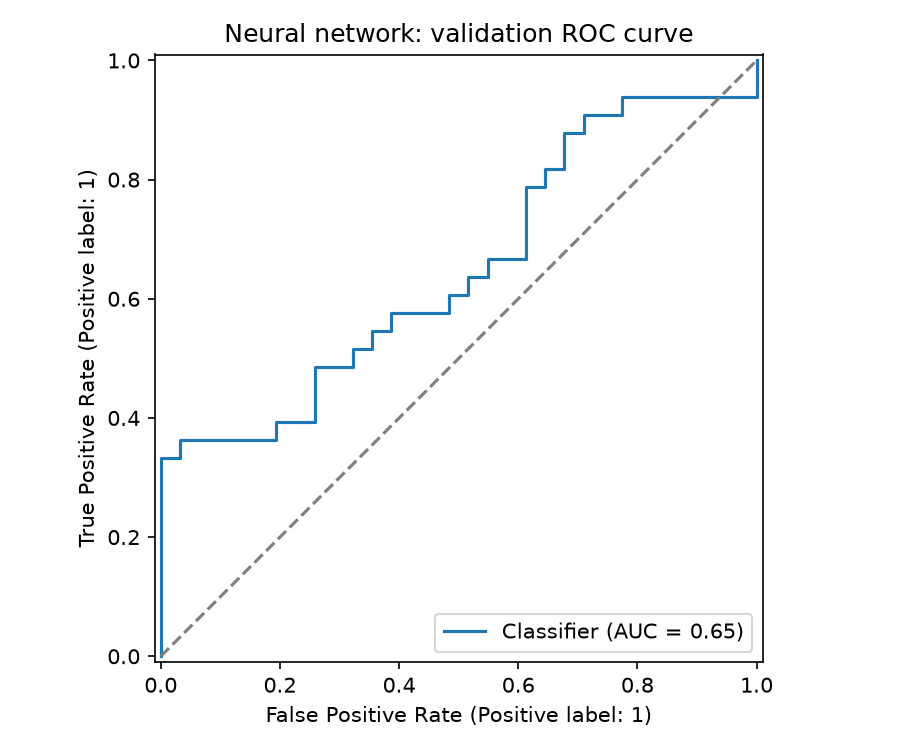 Neural network: validation ROC curve
1.0
0.8
0.6
0.4
0.2
0.0
True Positive Rate (Positive label: 1)
Classifier (AUC = 0.65)
0.0 0.2 0.4 0.6 0.8 1.0
False Positive Rate (Positive label: 1)